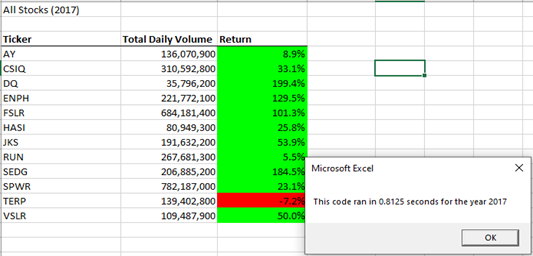 All Stocks (2017)
Ticker Total Daily Volume Return
AY 136,070,900 8.9%
CSIQ 310,592,800 33.1%
DQ 35,796,200 199.4%
ENPH 221,772,100 129.5%
FSLR 684,181,400 101.3%
HASI 80,949,300 25.8%
JKS 191,632,200 53.9%
RUN 267,681,300 5.5%
SEDG 206,885,200 184.5%
SPWR 782,187,000 23.1%
TERP 139,402,800 -7.2%
VSLR 109,487,900 50.0%
Microsoft Excel
This code ran in 0.8125 seconds for the year 2017
OK